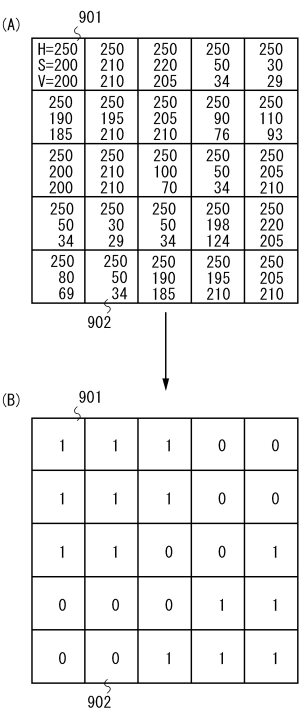 (A)
901
H=250 250 250 250 250
S=200 210 220 50 30
V=200 210 205 34 29
250 250 250 250 250
190 195 205 90 110
185 210 210 76 93
250 250 250 250 250
200 210 100 50 205
200 210 70 34 210
250 250 250 250 250
50 30 50 198 220
34 29 34 124 205
250 250 250 250 250
80 50 190 195 205
69 34 185 210 210
902
(B)
901
1 1 1 0 0
1 1 1 0 0
1 1 0 0 1
0 0 0 1 1
0 0 1 1 1
902